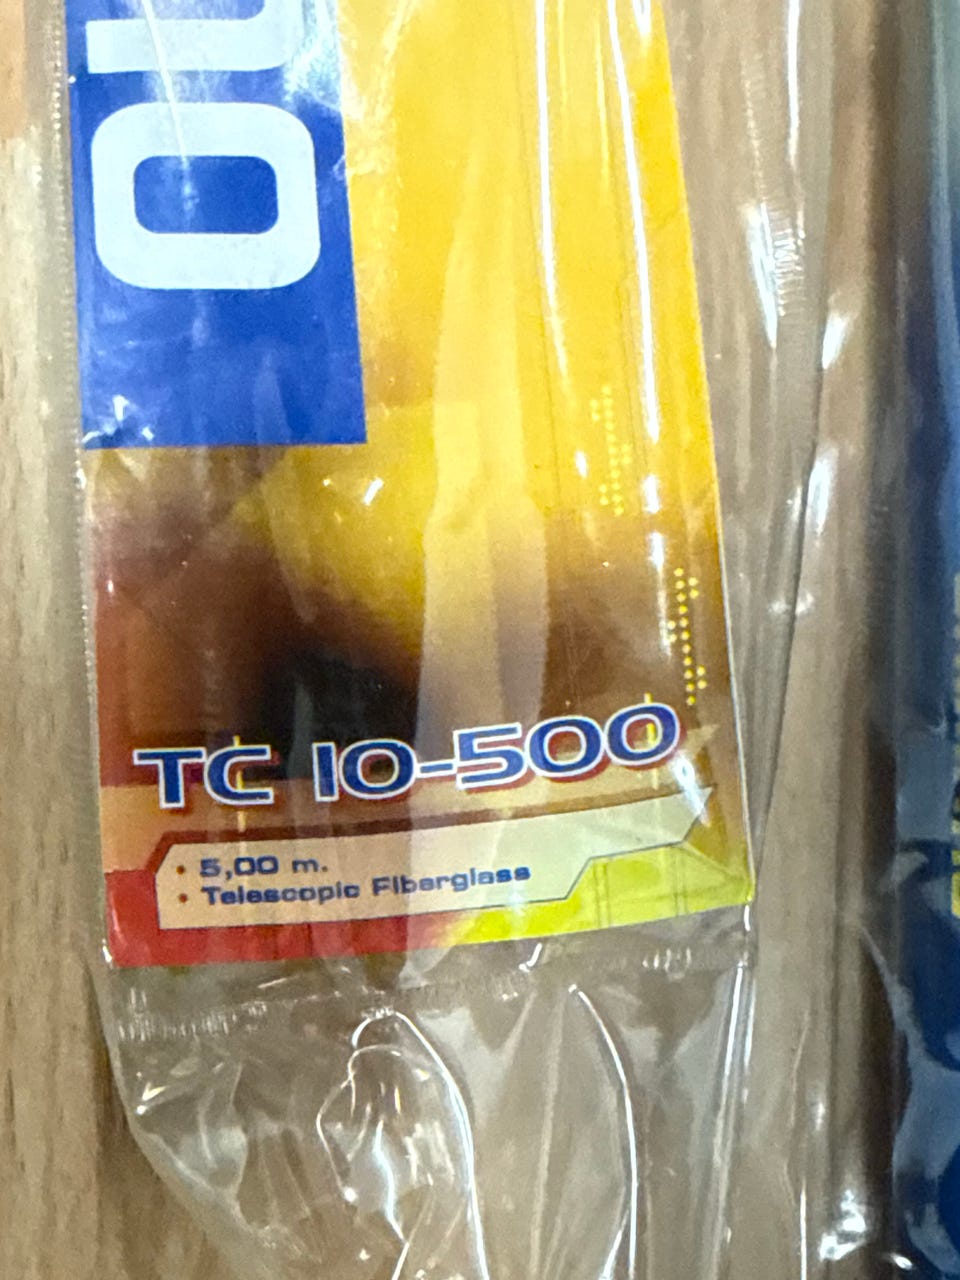 TC 10-500
• 5,00 m.
• Telescopic Fiberglass